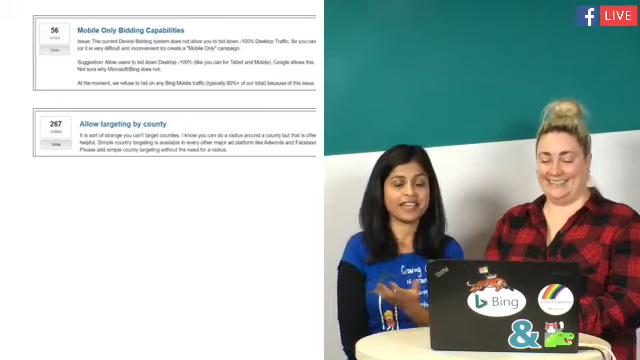 LIVE
56
votes
Vote
Mobile Only Bidding Capabilities
Issue: The current Device Bidding system does not allow you to bid down -100% Desktop Traffic. So you can
(or it is very difficult and inconvenient to) create a "Mobile Only" campaign.
Suggestion: Allow users to bid down Desktop -100% (like you can for Tablet and Mobile). Google allows this.
Not sure why Microsoft/Bing does not.
At the moment, we refuse to bid on any Bing Mobile traffic (typically 60%+ of our total) because of this issue.
267
votes
Vote
Allow targeting by county
It is sort of strange you can't target counties. I know you can do a radius around a county but that is often
helpful. Simple country targeting is available in every other major ad platform like Adwords and Facebook
Please add simple county targeting without the need for a radius.
Growing
ThinkPad
Bing
&